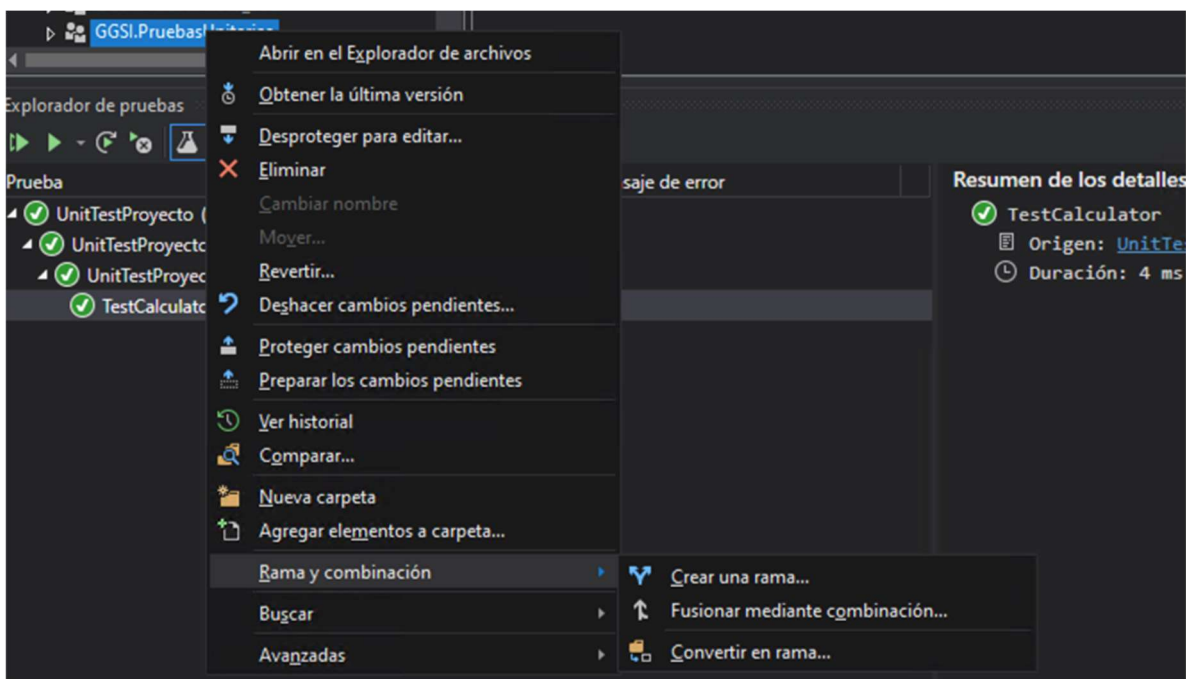 GGSI.Pruebas
Abrir en el Explorador de archivos
Obtener la última versión
Desproteger para editar...
Eliminar
Cambiar nombre
Mover...
Revertir...
Deshacer cambios pendientes...
Proteger cambios pendientes
Preparar los cambios pendientes
Ver historial
Comparar...
Nueva carpeta
Agregar elementos a carpeta...
Rama y combinación
Buscar
Avanzadas
Crear una rama...
Fusionar mediante combinación...
Convertir en rama...
Explorador de pruebas
Prueba
UnitTestProyecto (
UnitTestProyecto
UnitTestProyec
TestCalculato
saje de error
Resumen de los detalles
TestCalculator
Origen: UnitTe
Duración: 4 ms